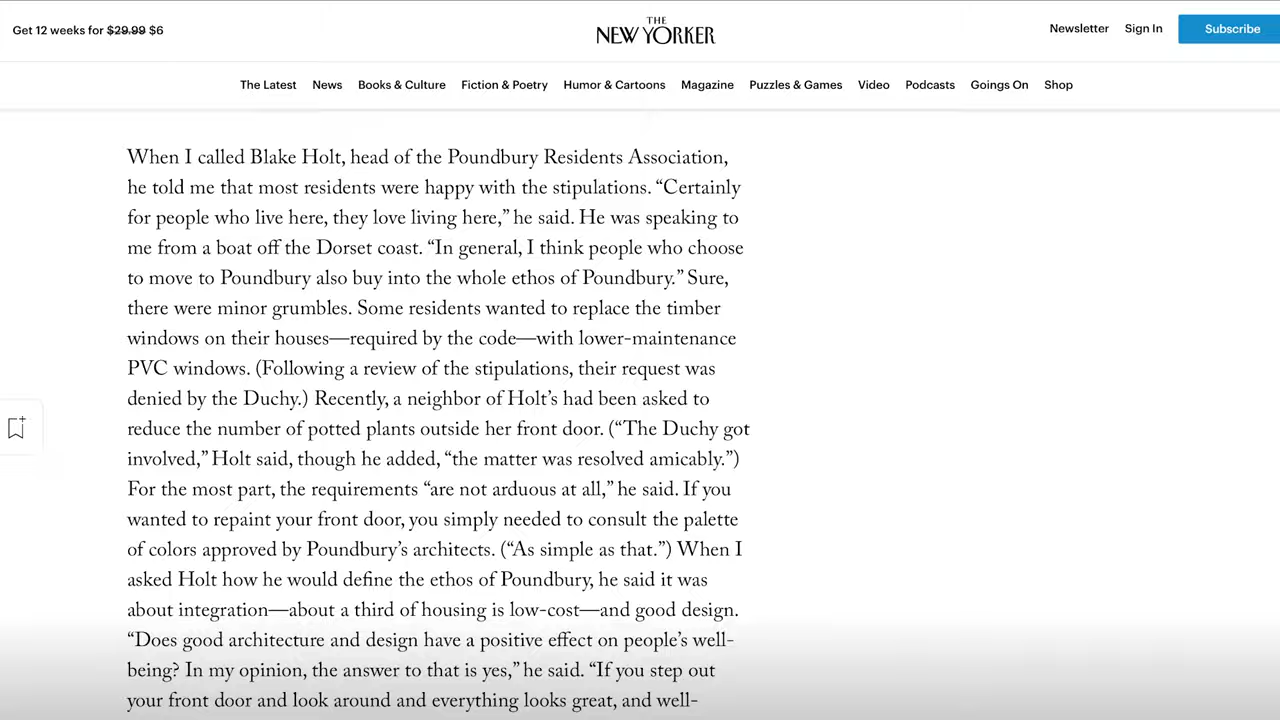 Get 12 weeks for $29.99 $6
THE
NEW YORKER
Newsletter
Sign In
Subscribe
The Latest
News
Books & Culture
Fiction & Poetry
Humor & Cartoons
Magazine
Puzzles & Games
Video
Podcasts
Goings On
Shop
When I called Blake Holt, head of the Poundbury Residents Association,
he told me that most residents were happy with the stipulations. “Certainly
for people who live here, they love living here,” he said. He was speaking to
me from a boat off the Dorset coast. “In general, I think people who choose
to move to Poundbury also buy into the whole ethos of Poundbury.” Sure,
there were minor grumbles. Some residents wanted to replace the timber
windows on their houses—required by the code—with lower-maintenance
PVC windows. (Following a review of the stipulations, their request was
denied by the Duchy.) Recently, a neighbor of Holt’s had been asked to
reduce the number of potted plants outside her front door. (“The Duchy got
involved,” Holt said, though he added, “the matter was resolved amicably.”)
For the most part, the requirements “are not arduous at all,” he said. If you
wanted to repaint your front door, you simply needed to consult the palette
of colors approved by Poundbury’s architects. (“As simple as that.”) When I
asked Holt how he would define the ethos of Poundbury, he said it was
about integration—about a third of housing is low-cost—and good design.
“Does good architecture and design have a positive effect on people’s well-
being? In my opinion, the answer to that is yes,” he said. “If you step out
your front door and look around and everything looks great, and well-